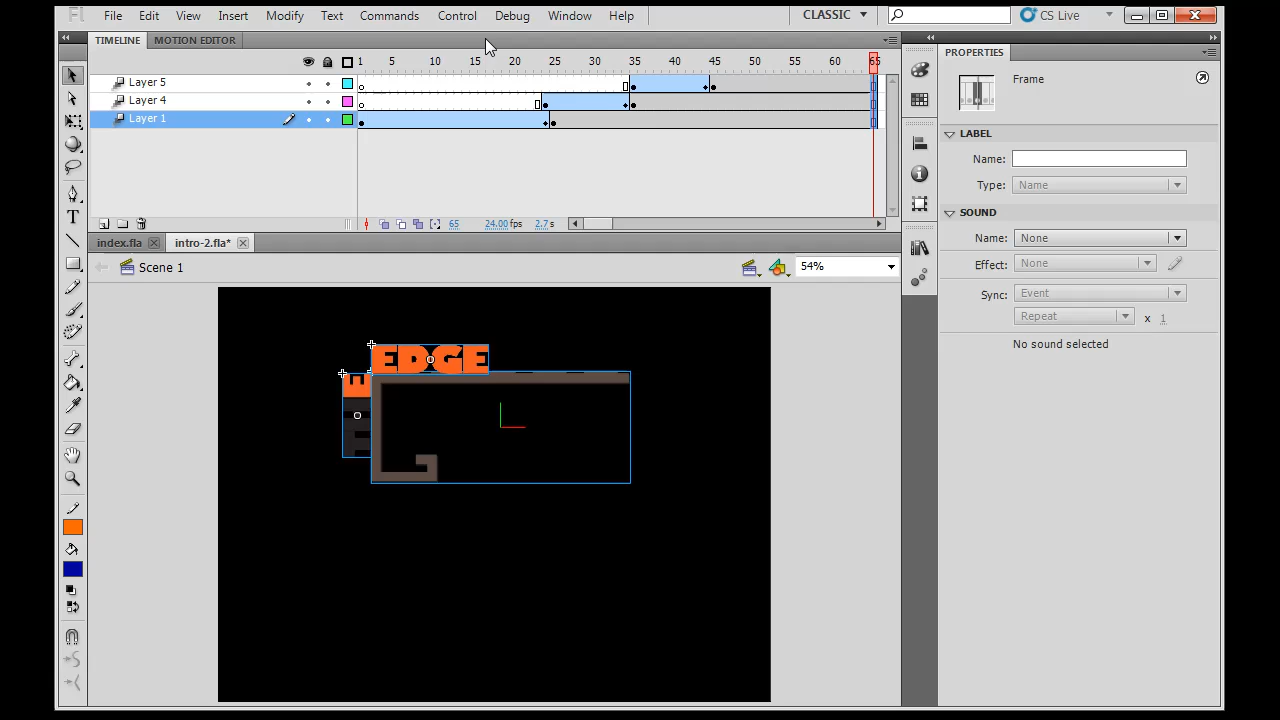 Fl File Edit View Insert Modify Text Commands Control Debug Window Help CLASSIC CS Live
TIMELINE MOTION EDITOR
1 5 10 15 20 25 30 35 40 45 50 55 60 65
Layer 5
Layer 4
Layer 1
65 24.00fps 2.7 s
index.fla intro-2.fla*
Scene 1 54%
EDGE
PROPERTIES
Frame
LABEL
Name:
Type: Name
SOUND
Name: None
Effect: None
Sync: Event
Repeat x 1
No sound selected